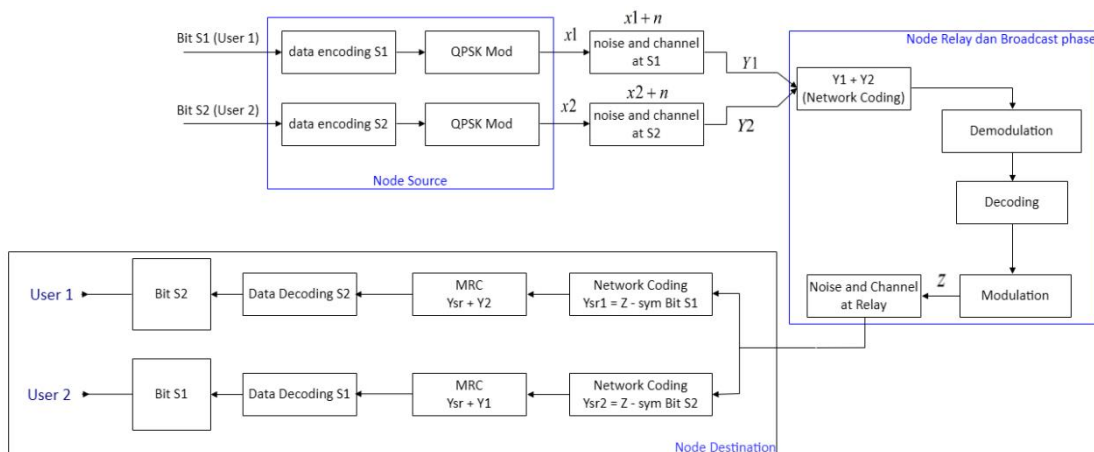 Bit S1 (User 1)
data encoding S1
QPSK Mod
x1
x1+n
noise and channel
at S1
Y1
Bit S2 (User 2)
data encoding S2
QPSK Mod
x2
x2+n
noise and channel
at S2
Y2
Node Source
Node Relay dan Broadcast phase
Y1 + Y2
(Network Coding)
Demodulation
Decoding
Modulation
Z
Noise and Channel
at Relay
User 1
Bit S2
Data Decoding S2
MRC
Ysr + Y2
Network Coding
Ysr1 = Z - sym Bit S1
User 2
Bit S1
Data Decoding S1
MRC
Ysr + Y1
Network Coding
Ysr2 = Z - sym Bit S2
Node Destination